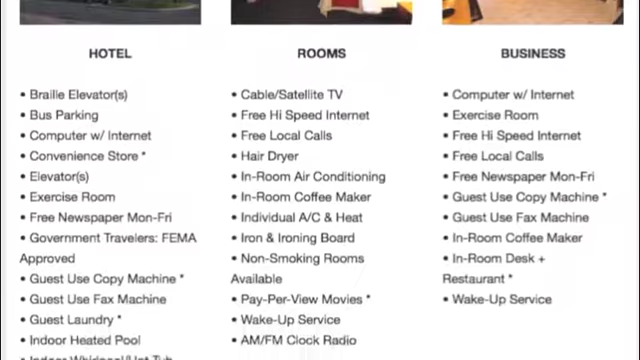 HOTEL
• Braille Elevator(s)
• Bus Parking
• Computer w/ Internet
• Convenience Store *
• Elevator(s)
• Exercise Room
• Free Newspaper Mon-Fri
• Government Travelers: FEMA
Approved
• Guest Use Copy Machine *
• Guest Use Fax Machine
• Guest Laundry *
• Indoor Heated Pool
• Indoor Whirlpool/Hot Tub
ROOMS
• Cable/Satellite TV
• Free Hi Speed Internet
• Free Local Calls
• Hair Dryer
• In-Room Air Conditioning
• In-Room Coffee Maker
• Individual A/C & Heat
• Iron & Ironing Board
• Non-Smoking Rooms
Available
• Pay-Per-View Movies *
• Wake-Up Service
• AM/FM Clock Radio
BUSINESS
• Computer w/ Internet
• Exercise Room
• Free Hi Speed Internet
• Free Local Calls
• Free Newspaper Mon-Fri
• Guest Use Copy Machine *
• Guest Use Fax Machine
• In-Room Coffee Maker
• In-Room Desk +
Restaurant *
• Wake-Up Service